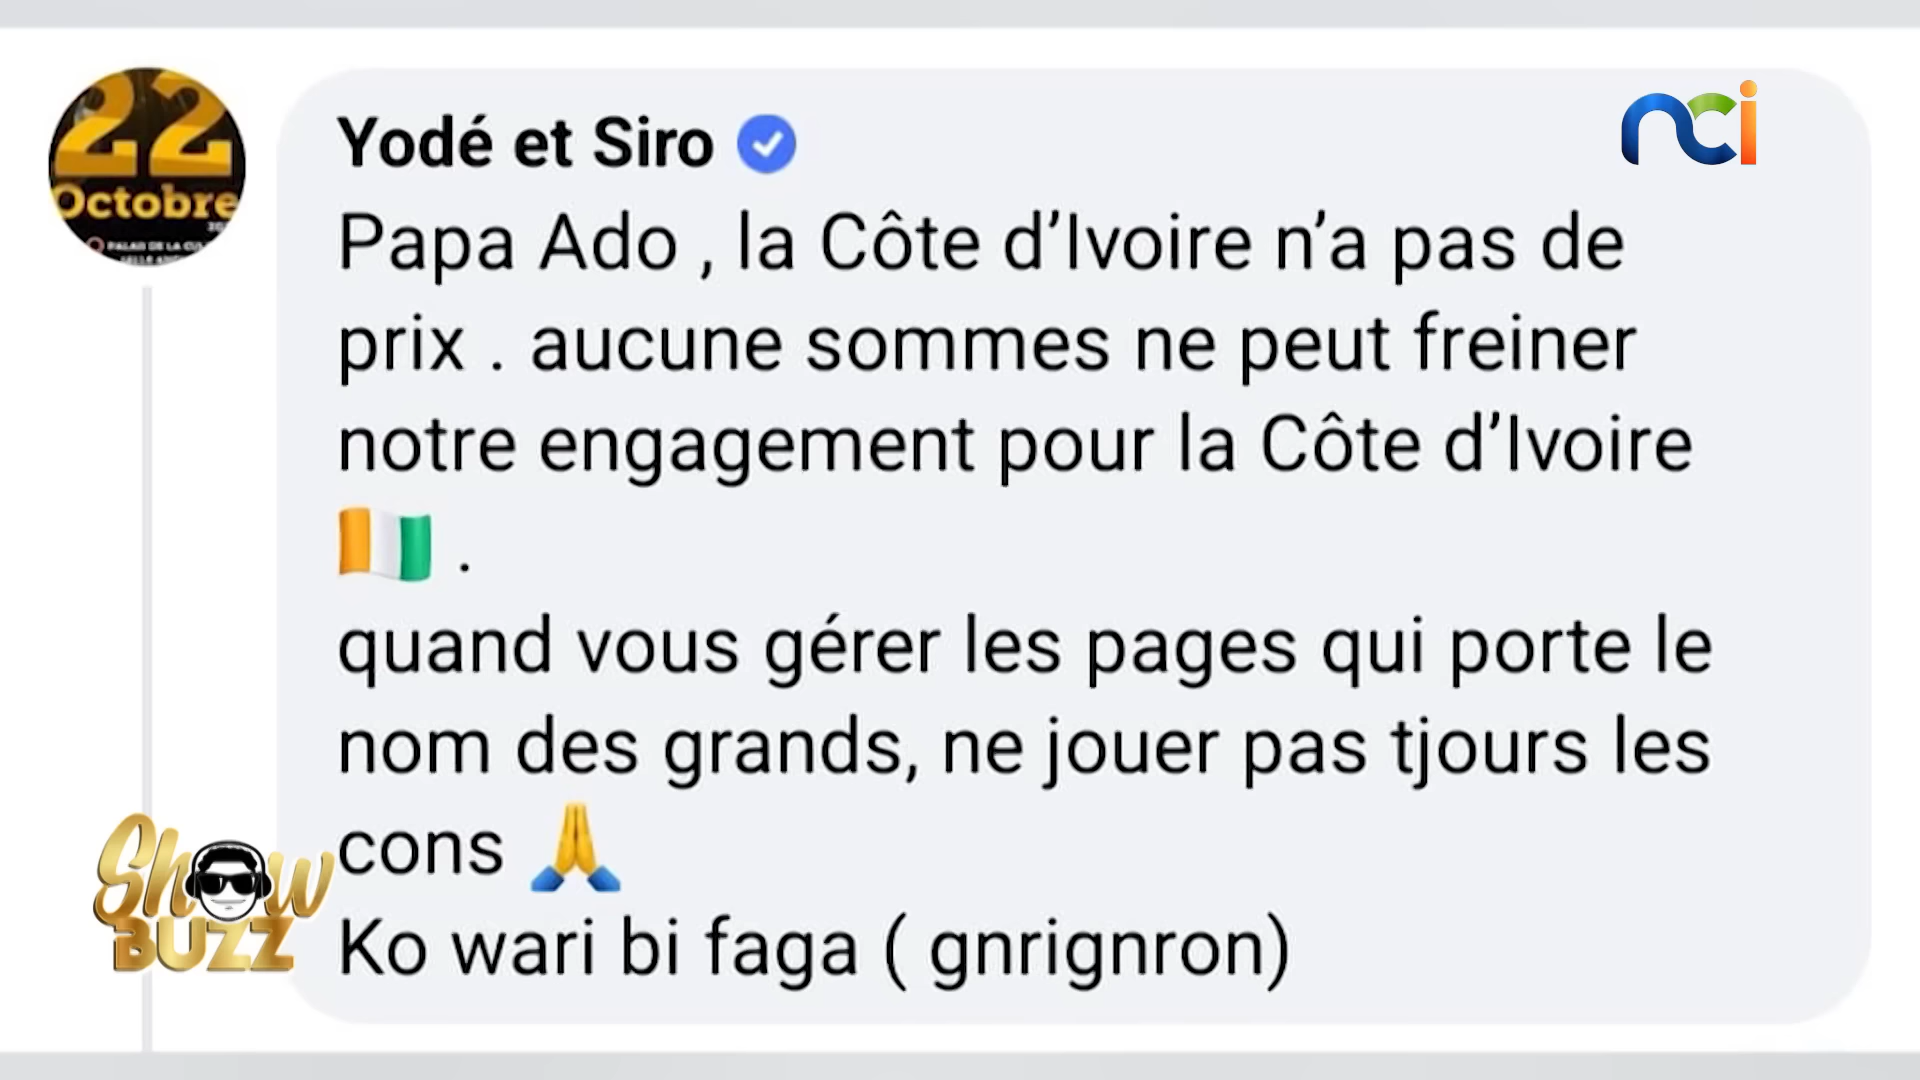 22
Octobre
nci
Yodé et Siro
Papa Ado , la Côte d’Ivoire n’a pas de
prix . aucune sommes ne peut freiner
notre engagement pour la Côte d’Ivoire
🇨🇮 .
quand vous gérer les pages qui porte le
nom des grands, ne jouer pas tjours les
cons 🙏
Ko wari bi faga ( gnrignron)
Show
BUZZ